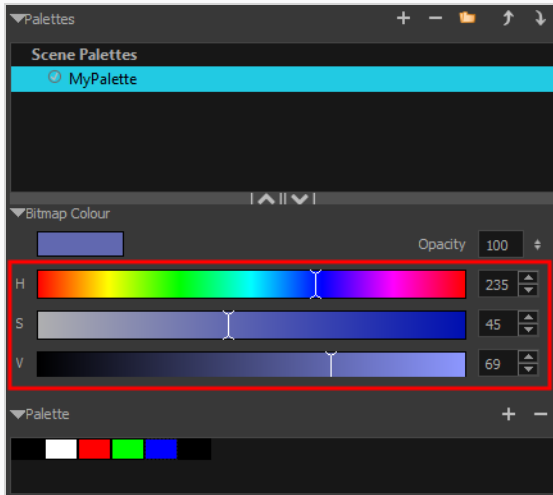 Palettes
Scene Palettes
MyPalette
Bitmap Colour
Opacity 100
H 235
S 45
V 69
Palette